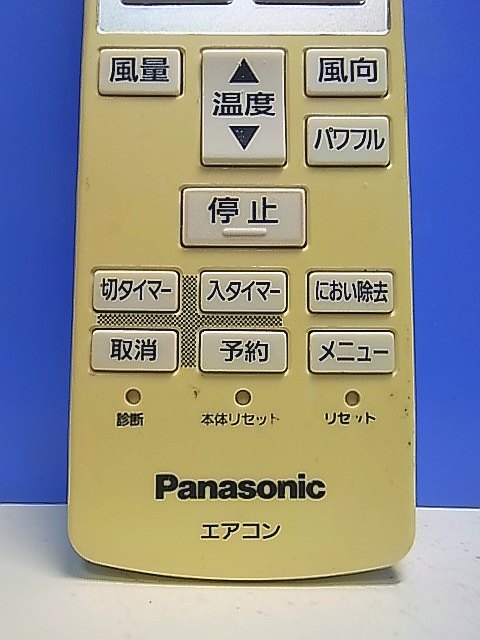 風量
風向
温度
パワフル
停止
切タイマー
入タイマー
におい除去
取消
予約
メニュー
診断
本体リセット
リセット
Panasonic
エアコン